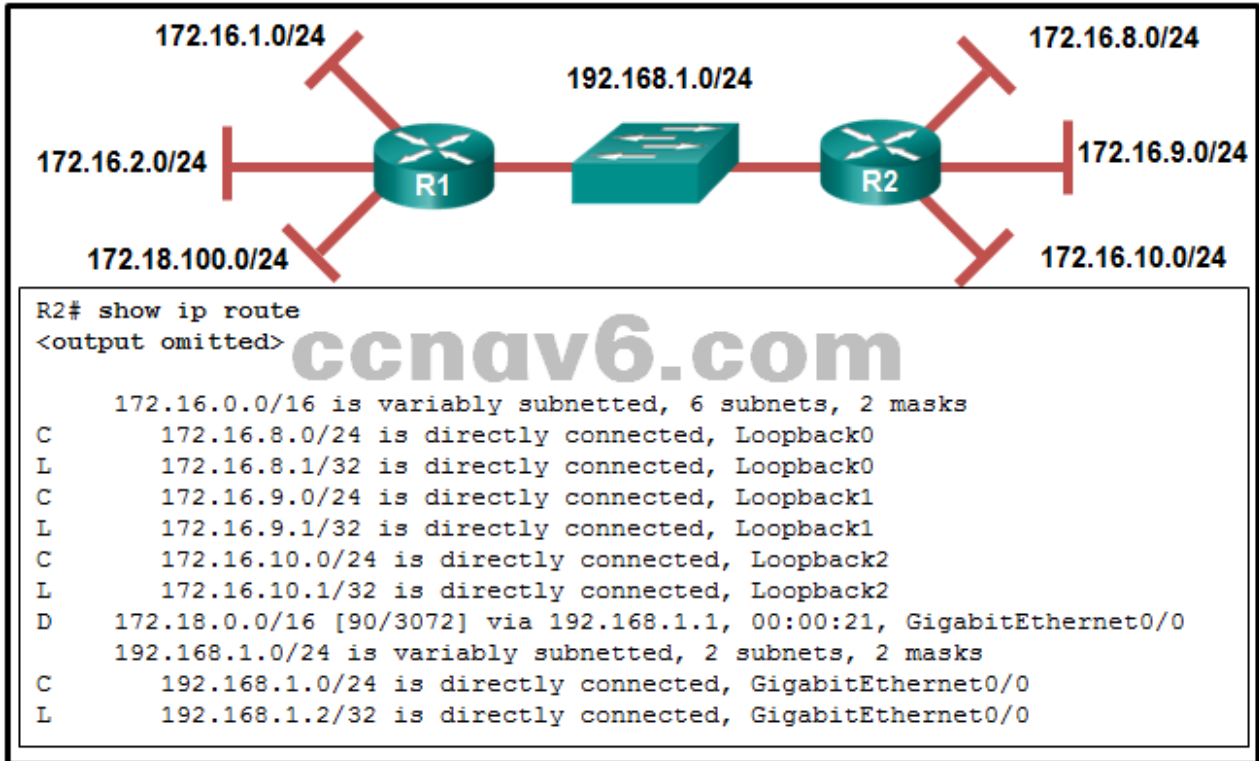 172.16.1.0/24
172.16.8.0/24
192.168.1.0/24
172.16.2.0/24
172.16.9.0/24
R1
R2
172.18.100.0/24
172.16.10.0/24
R2# show ip route
<output omitted>
ccnav6.com
172.16.0.0/16 is variably subnetted, 6 subnets, 2 masks
C 172.16.8.0/24 is directly connected, Loopback0
L 172.16.8.1/32 is directly connected, Loopback0
C 172.16.9.0/24 is directly connected, Loopback1
L 172.16.9.1/32 is directly connected, Loopback1
C 172.16.10.0/24 is directly connected, Loopback2
L 172.16.10.1/32 is directly connected, Loopback2
D 172.18.0.0/16 [90/3072] via 192.168.1.1, 00:00:21, GigabitEthernet0/0
192.168.1.0/24 is variably subnetted, 2 subnets, 2 masks
C 192.168.1.0/24 is directly connected, GigabitEthernet0/0
L 192.168.1.2/32 is directly connected, GigabitEthernet0/0